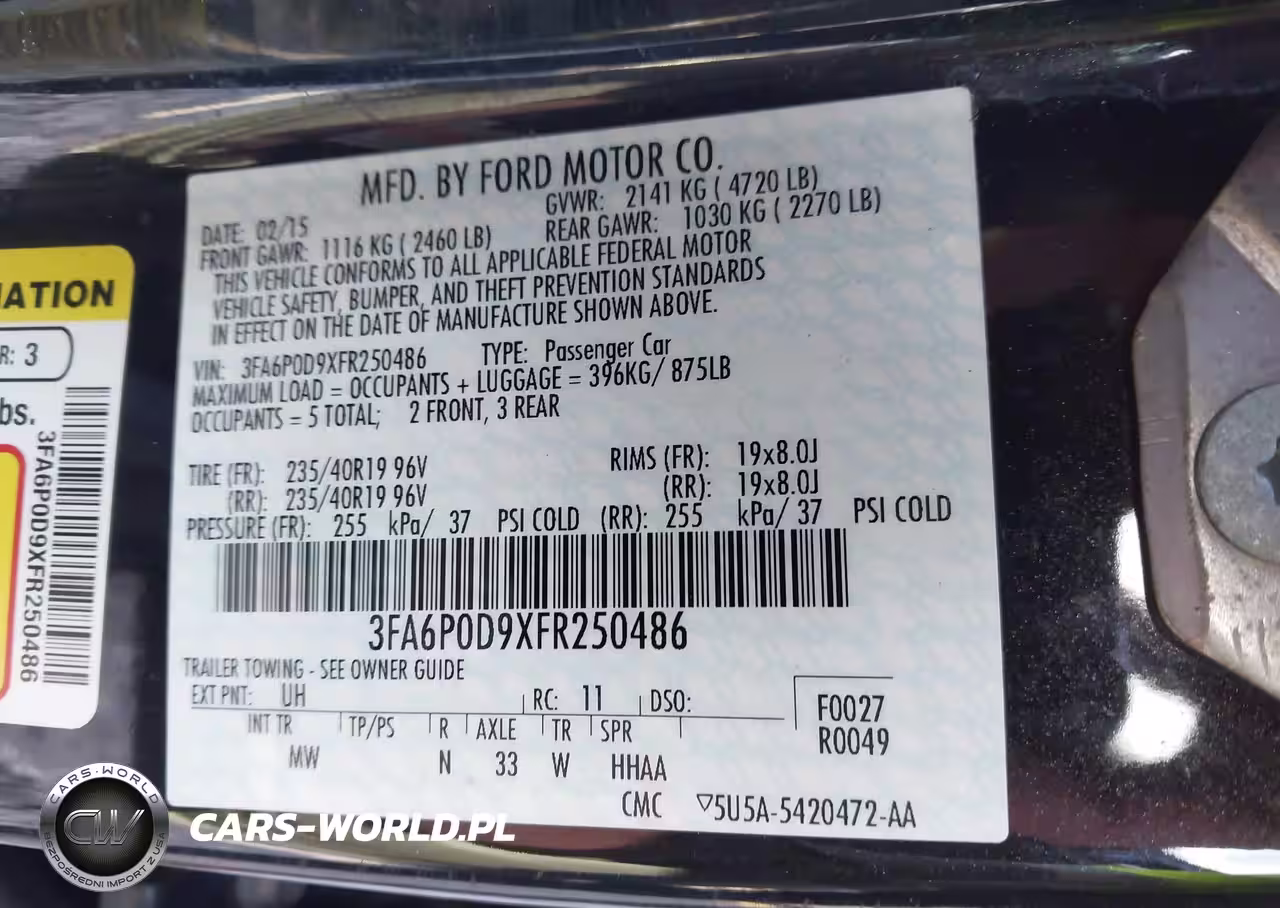 MFD. BY FORD MOTOR CO.
DATE: 02/15 GVWR: 2141 KG ( 4720 LB)
FRONT GAWR: 1116 KG ( 2460 LB) REAR GAWR: 1030 KG ( 2270 LB)
THIS VEHICLE CONFORMS TO ALL APPLICABLE FEDERAL MOTOR
VEHICLE SAFETY, BUMPER, AND THEFT PREVENTION STANDARDS
IN EFFECT ON THE DATE OF MANUFACTURE SHOWN ABOVE.
VIN: 3FA6P0D9XFR250486 TYPE: Passenger Car
MAXIMUM LOAD = OCCUPANTS + LUGGAGE = 396KG/ 875LB
OCCUPANTS = 5 TOTAL; 2 FRONT, 3 REAR
TIRE (FR): 235/40R19 96V RIMS (FR): 19x8.0J
(RR): 235/40R19 96V (RR): 19x8.0J
PRESSURE (FR): 255 kPa/ 37 PSI COLD (RR): 255 kPa/ 37 PSI COLD
3FA6P0D9XFR250486
TRAILER TOWING - SEE OWNER GUIDE
EXT PNT: UH RC: 11 DSO:
F0027
R0049
INT TR TP/PS R AXLE TR SPR
MW N 33 W HHAA
CMC ▽5U5A-5420472-AA
ATION
R: 3
bs.
3FA6P0D9XFR250486
CARS-WORLD
CW
BEZPOŚREDNI IMPORT Z USA
CARS-WORLD.PL